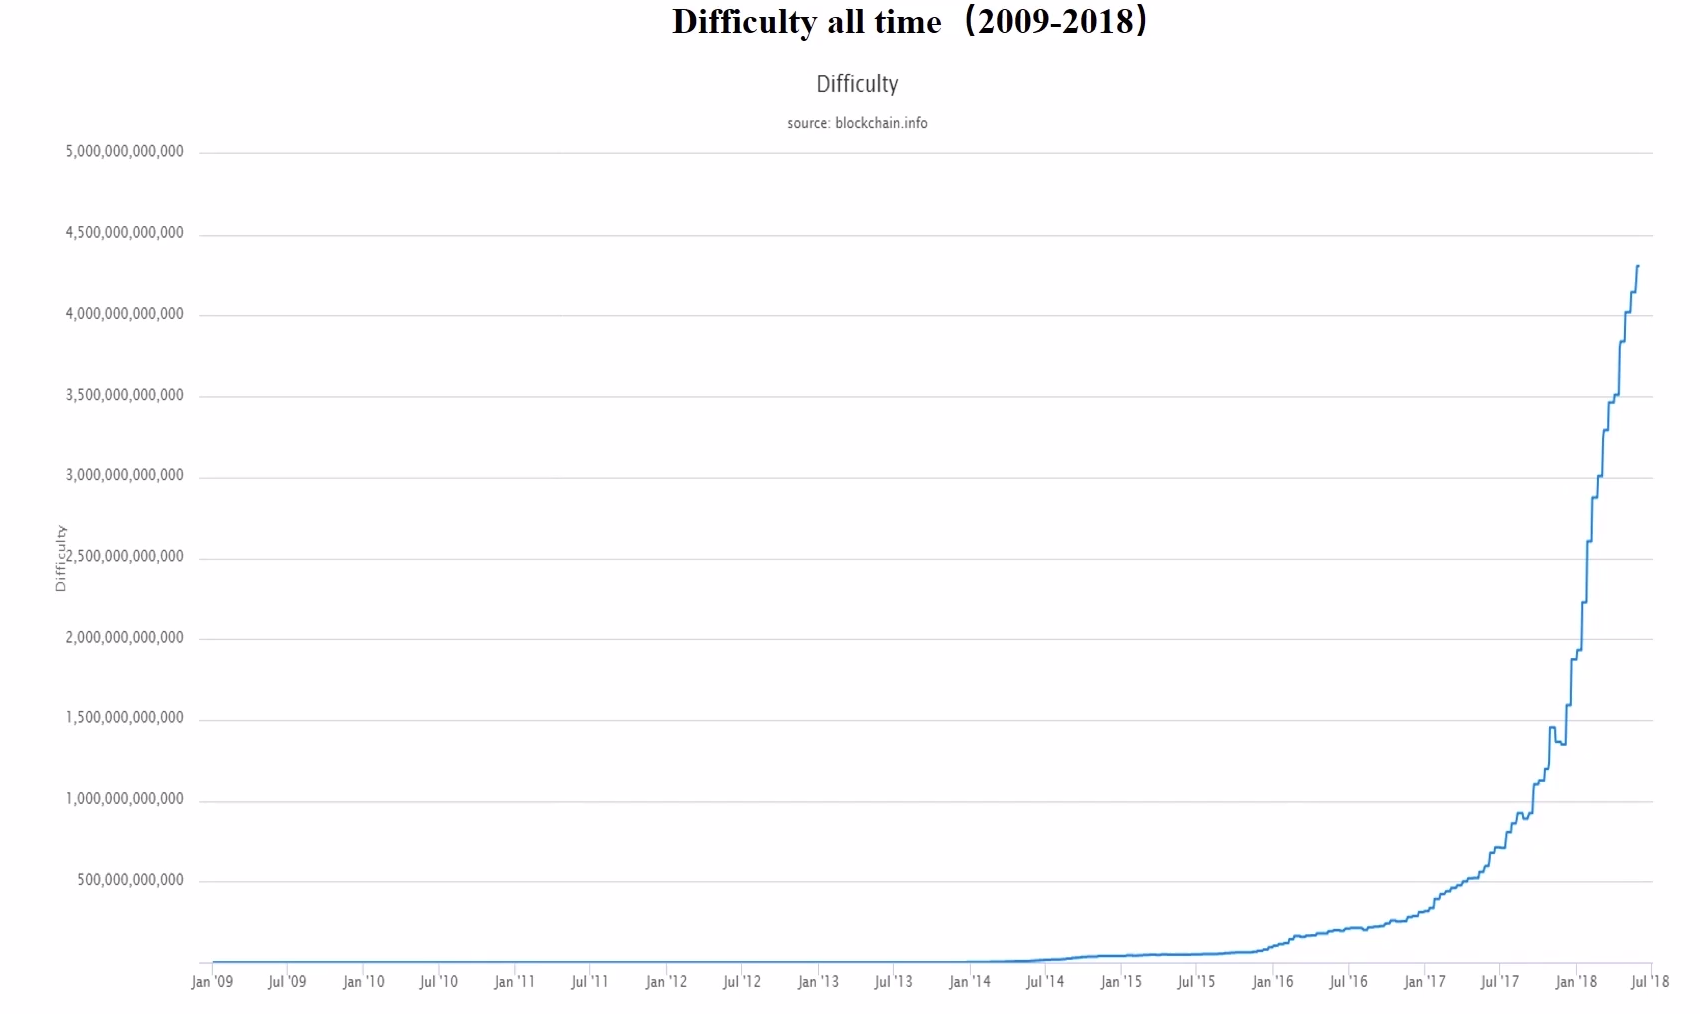 Difficulty all time（2009-2018）
Difficulty
source: blockchain.info
5,000,000,000,000
4,500,000,000,000
4,000,000,000,000
3,500,000,000,000
3,000,000,000,000
2,500,000,000,000
2,000,000,000,000
1,500,000,000,000
1,000,000,000,000
500,000,000,000
Difficulty
Jan '09 Jul '09 Jan '10 Jul '10 Jan '11 Jul '11 Jan '12 Jul '12 Jan '13 Jul '13 Jan '14 Jul '14 Jan '15 Jul '15 Jan '16 Jul '16 Jan '17 Jul '17 Jan '18 Jul '18